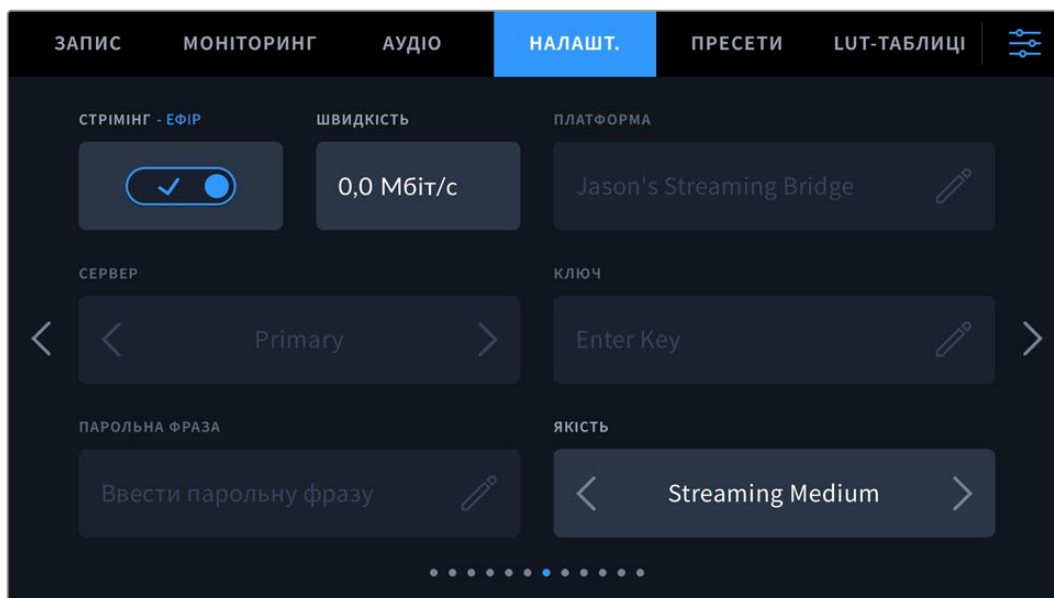 ЗАПИС МОНІТОРИНГ АУДІО НАЛАШТ. ПРЕСЕТИ LUT-ТАБЛИЦІ
СТРІМІНГ - ЕФІР ШВИДКІСТЬ ПЛАТФОРМА
0,0 Мбіт/с Jason's Streaming Bridge
СЕРВЕР КЛЮЧ
Primary Enter Key
ПАРОЛЬНА ФРАЗА ЯКІСТЬ
Ввести парольну фразу Streaming Medium